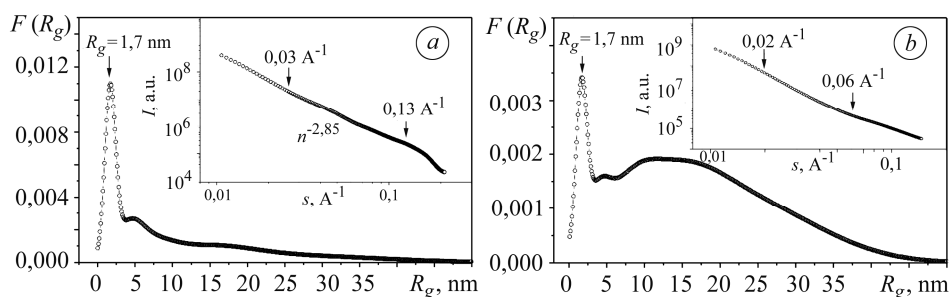 F (Rg)
Rg=1,7 nm
a
0,012
0,008
0,004
0,000
0 5 10 15 20 25 30 35 Rg, nm
I, a.u.
10^8
10^6
10^4
0,03 A^-1
0,13 A^-1
n^-2,85
0,01 0,1
s, A^-1
F (Rg)
Rg=1,7 nm
b
0,003
0,002
0,001
0,000
0 5 10 15 20 25 30 35 Rg, nm
I, a.u.
10^9
10^7
10^5
0,02 A^-1
0,06 A^-1
0,01 0,1
s, A^-1